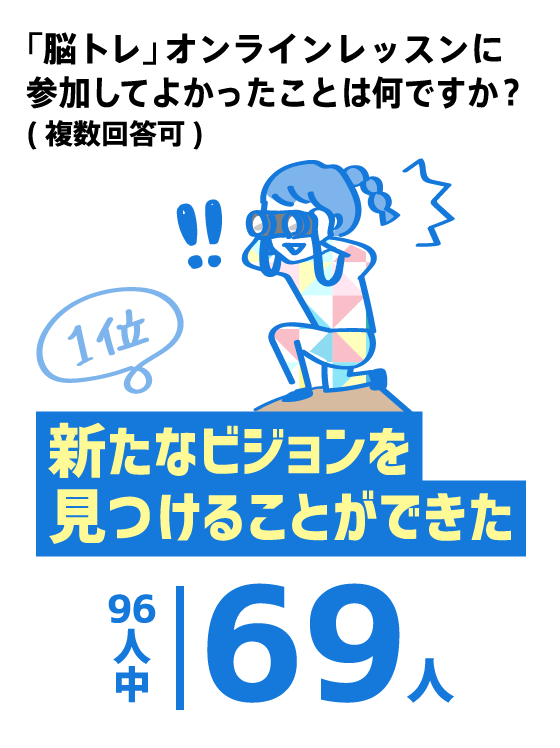 「脳トレ」オンラインレッスンに
参加してよかったことは何ですか？
(複数回答可)
!!
1位
新たなビジョンを
見つけることができた
96人中
69人